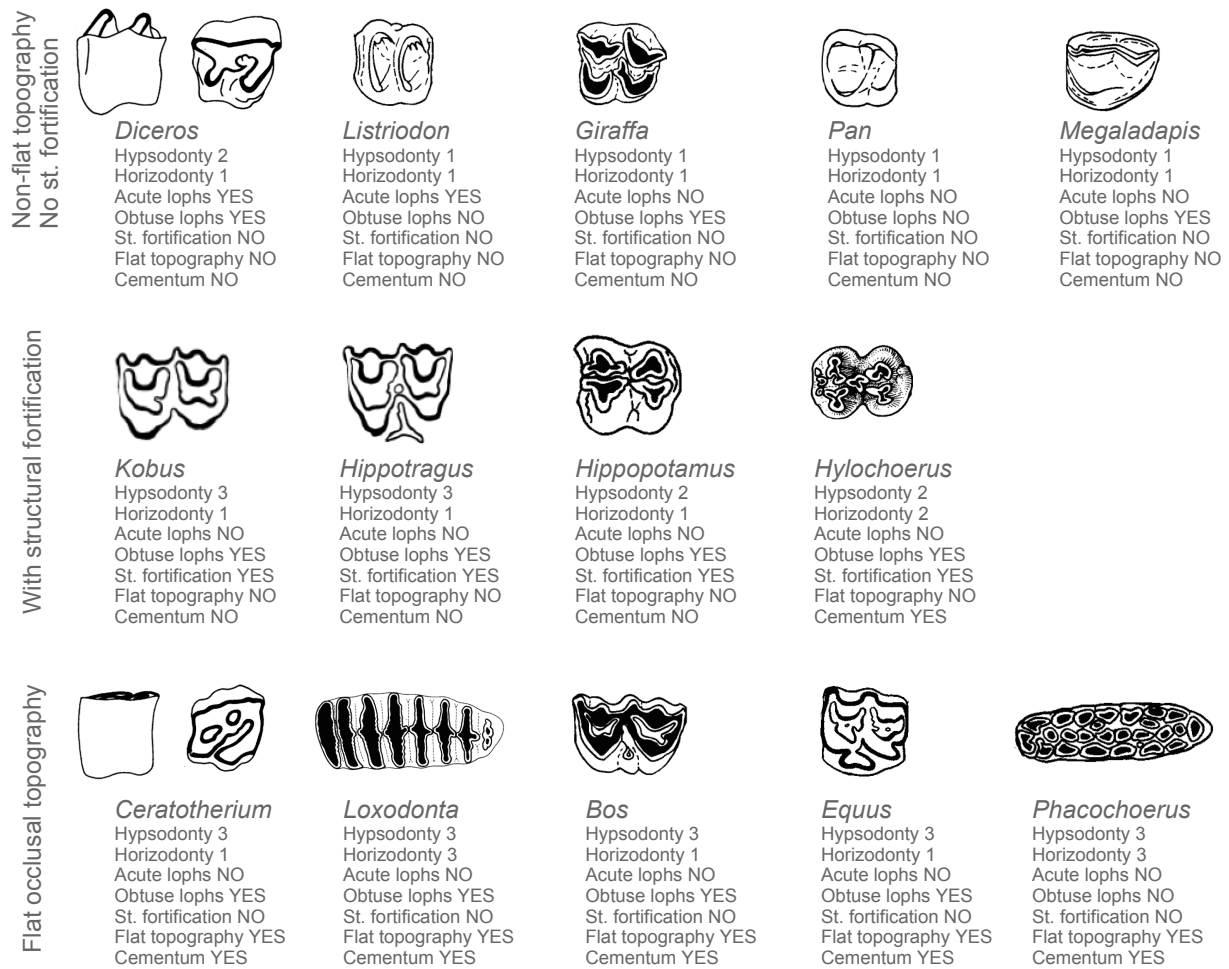 Non-flat topography
No st. fortification
Diceros
Hypsodonty 2
Horizodonty 1
Acute lophs YES
Obtuse lophs YES
St. fortification NO
Flat topography NO
Cementum NO
Listriodon
Hypsodonty 1
Horizodonty 1
Acute lophs YES
Obtuse lophs NO
St. fortification NO
Flat topography NO
Cementum NO
Giraffa
Hypsodonty 1
Horizodonty 1
Acute lophs NO
Obtuse lophs YES
St. fortification NO
Flat topography NO
Cementum NO
Pan
Hypsodonty 1
Horizodonty 1
Acute lophs NO
Obtuse lophs NO
St. fortification NO
Flat topography NO
Cementum NO
Megaladapis
Hypsodonty 1
Horizodonty 1
Acute lophs NO
Obtuse lophs YES
St. fortification NO
Flat topography NO
Cementum NO
With structural fortification
Kobus
Hypsodonty 3
Horizodonty 1
Acute lophs NO
Obtuse lophs YES
St. fortification YES
Flat topography NO
Cementum NO
Hippotragus
Hypsodonty 3
Horizodonty 1
Acute lophs NO
Obtuse lophs YES
St. fortification YES
Flat topography NO
Cementum NO
Hippopotamus
Hypsodonty 2
Horizodonty 1
Acute lophs NO
Obtuse lophs YES
St. fortification YES
Flat topography NO
Cementum NO
Hylochoerus
Hypsodonty 2
Horizodonty 2
Acute lophs NO
Obtuse lophs YES
St. fortification YES
Flat topography NO
Cementum YES
Flat occlusal topography
Ceratotherium
Hypsodonty 3
Horizodonty 1
Acute lophs NO
Obtuse lophs YES
St. fortification NO
Flat topography YES
Cementum YES
Loxodonta
Hypsodonty 3
Horizodonty 3
Acute lophs NO
Obtuse lophs YES
St. fortification NO
Flat topography YES
Cementum YES
Bos
Hypsodonty 3
Horizodonty 1
Acute lophs NO
Obtuse lophs YES
St. fortification NO
Flat topography YES
Cementum YES
Equus
Hypsodonty 3
Horizodonty 1
Acute lophs NO
Obtuse lophs YES
St. fortification NO
Flat topography YES
Cementum YES
Phacochoerus
Hypsodonty 3
Horizodonty 3
Acute lophs NO
Obtuse lophs NO
St. fortification NO
Flat topography YES
Cementum YES